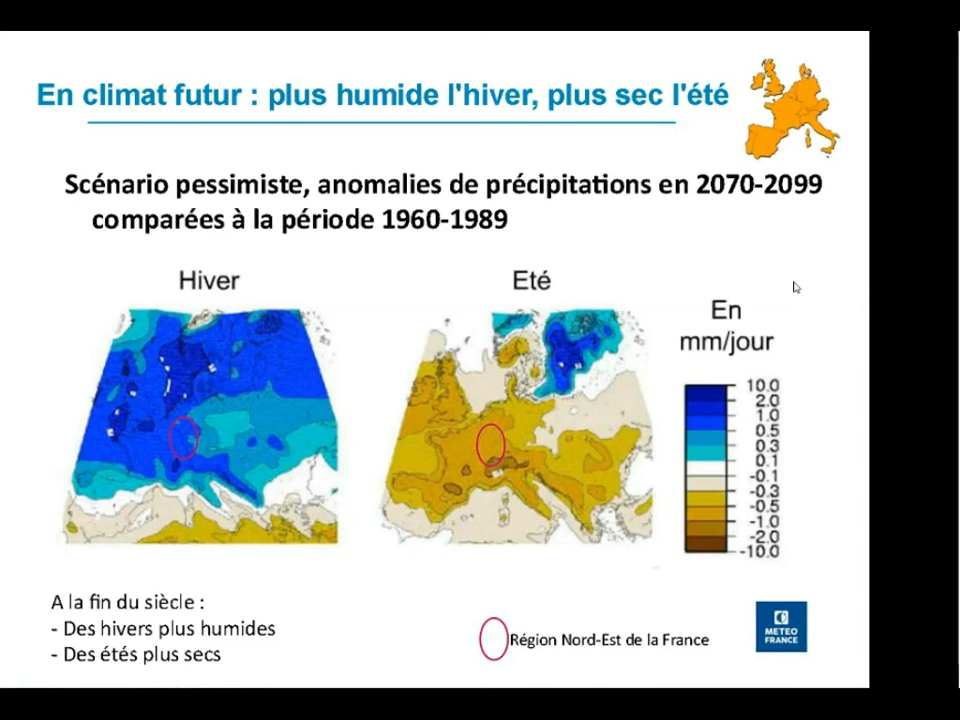 En climat futur : plus humide l'hiver, plus sec l'été
Scénario pessimiste, anomalies de précipitations en 2070-2099
comparées à la période 1960-1989
Hiver
Eté
En
mm/jour
10.0
2.0
1.0
0.5
0.3
0.1
-0.1
-0.3
-0.5
-1.0
-2.0
-10.0
A la fin du siècle :
- Des hivers plus humides
- Des étés plus secs
Région Nord-Est de la France
METEO
FRANCE